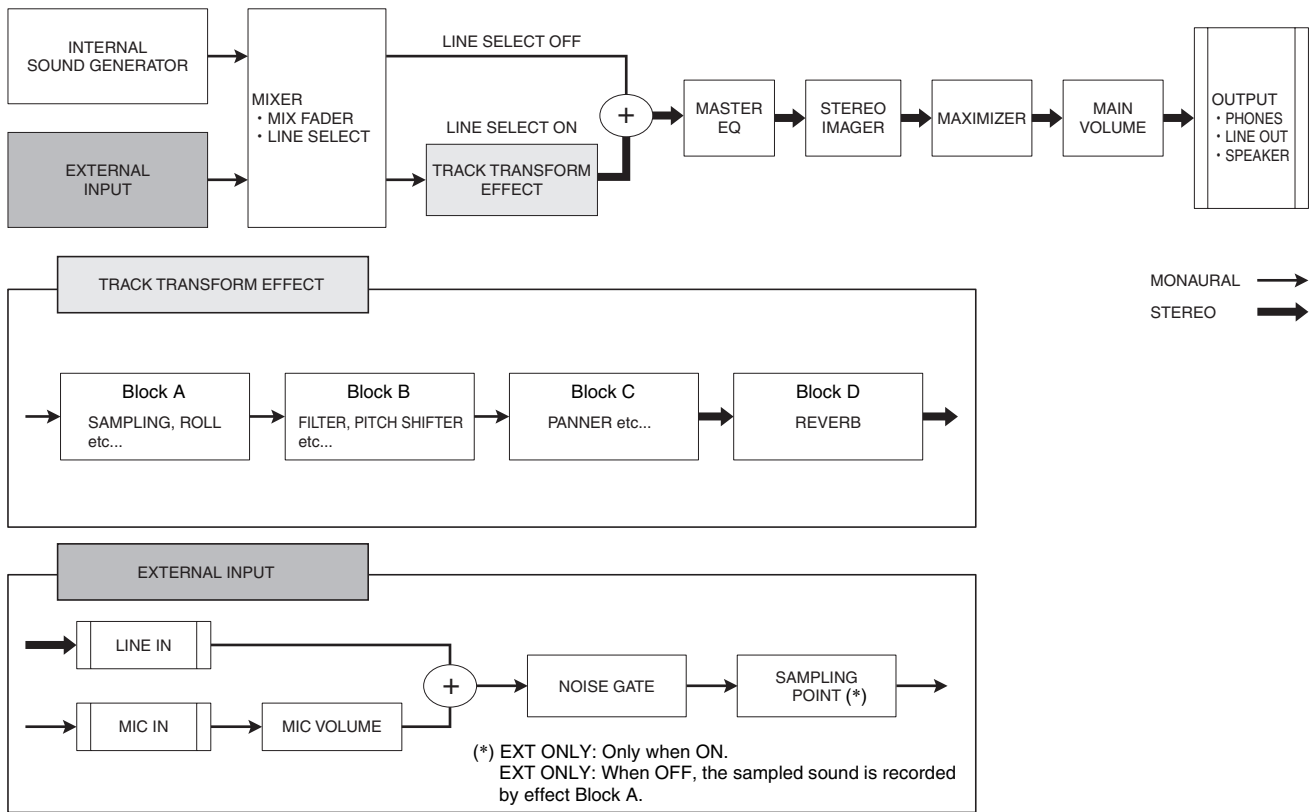 INTERNAL
SOUND GENERATOR
EXTERNAL
INPUT
MIXER
・MIX FADER
・LINE SELECT
LINE SELECT OFF
LINE SELECT ON
TRACK TRANSFORM
EFFECT
+
MASTER
EQ
STEREO
IMAGER
MAXIMIZER
MAIN
VOLUME
OUTPUT
・PHONES
・LINE OUT
・SPEAKER
MONAURAL
STEREO
TRACK TRANSFORM EFFECT
Block A
SAMPLING, ROLL
etc...
Block B
FILTER, PITCH SHIFTER
etc...
Block C
PANNER etc...
Block D
REVERB
EXTERNAL INPUT
LINE IN
MIC IN
MIC VOLUME
+
NOISE GATE
SAMPLING
POINT (*)
(*) EXT ONLY: Only when ON.
EXT ONLY: When OFF, the sampled sound is recorded
by effect Block A.